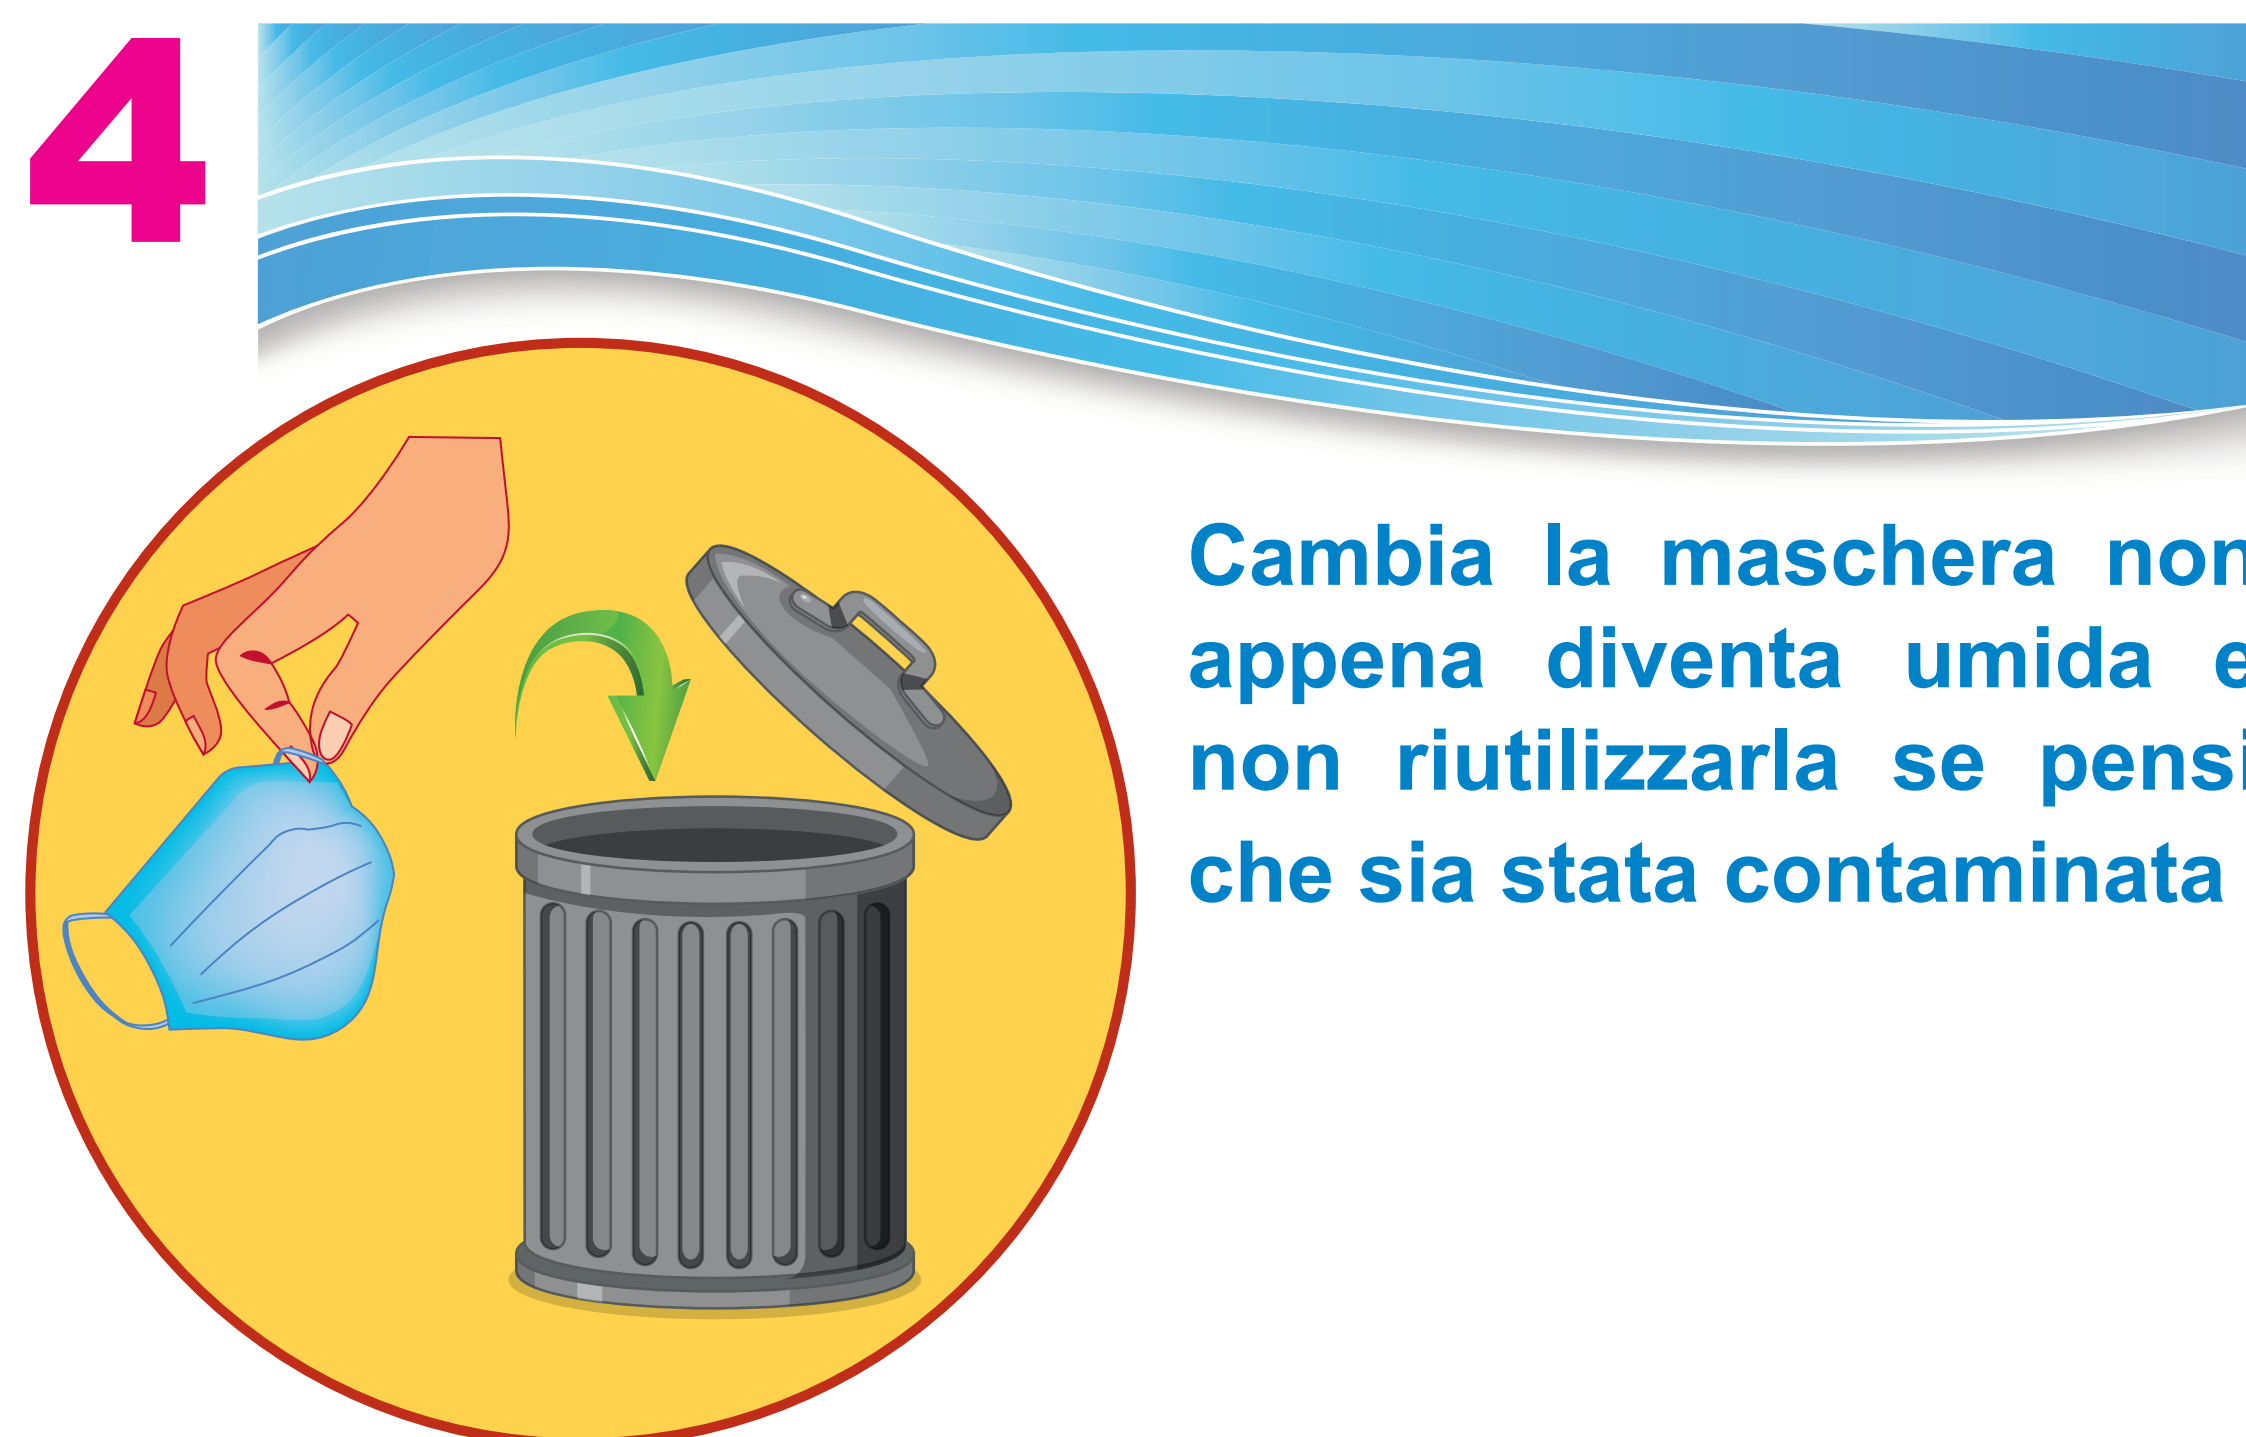 4
Cambia la maschera non
appena diventa umida e
non riutilizzarla se pensi
che sia stata contaminata